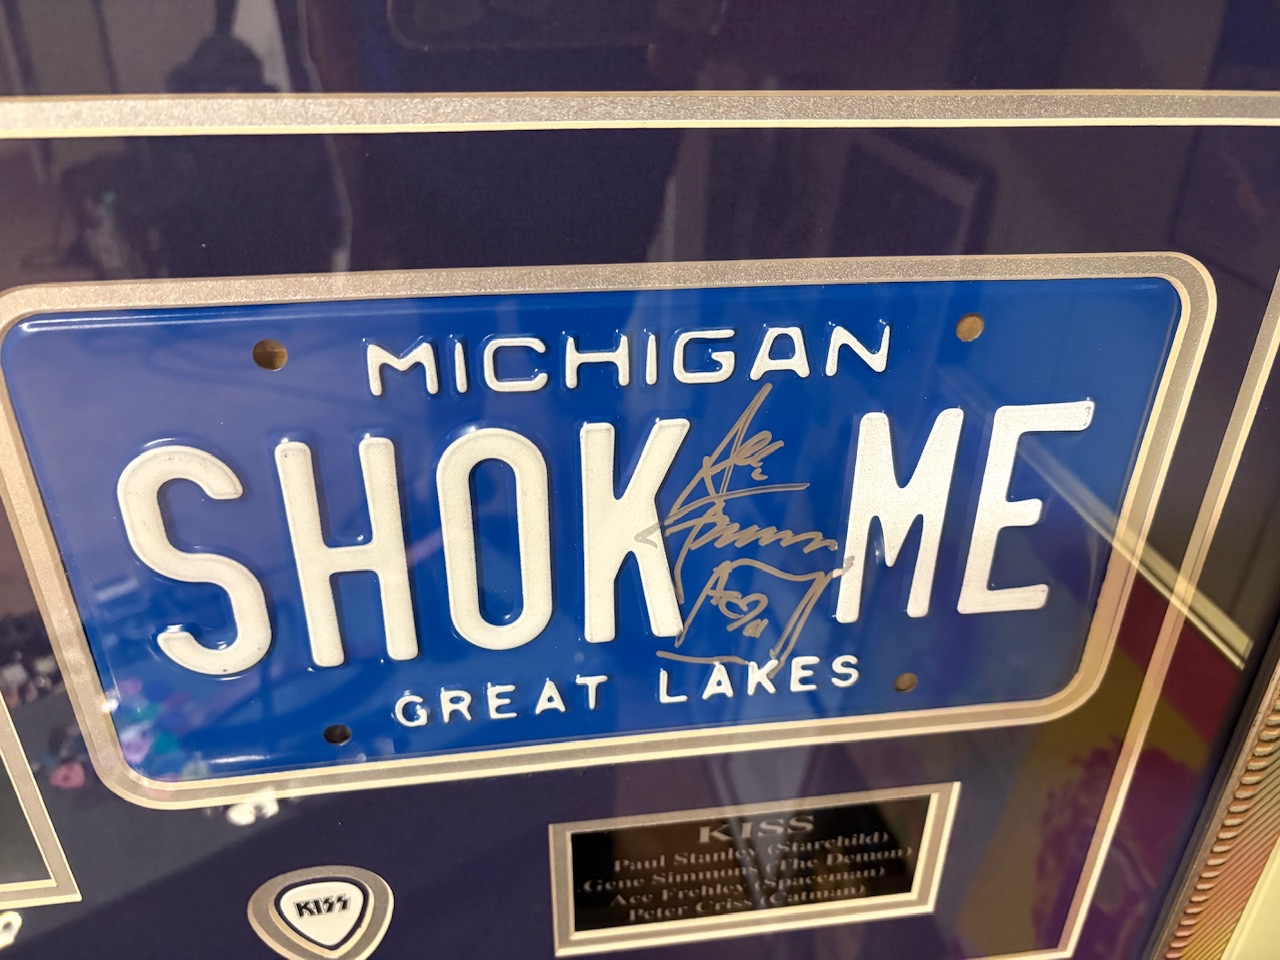 MICHIGAN
SHOK ME
Ace
GREAT LAKES
KISS
KISS
Paul Stanley (Starchild)
Gene Simmons (The Demon)
Ace Frehley (Spaceman)
Peter Criss (Catman)